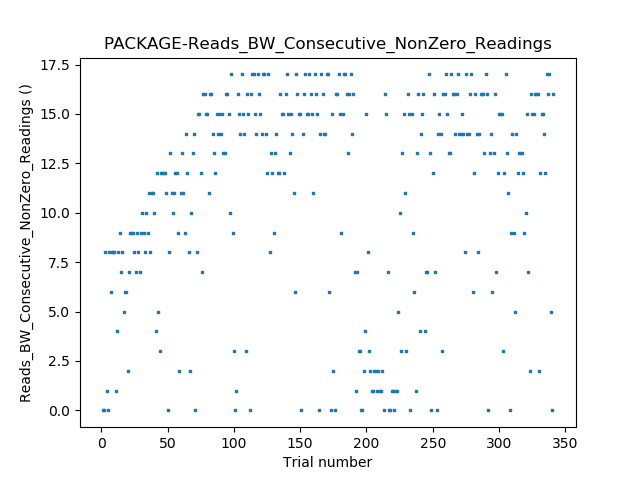 PACKAGE-Reads_BW_Consecutive_NonZero_Readings
Reads_BW_Consecutive_NonZero_Readings ()
17.5
15.0
12.5
10.0
7.5
5.0
2.5
0.0
0 50 100 150 200 250 300 350
Trial number